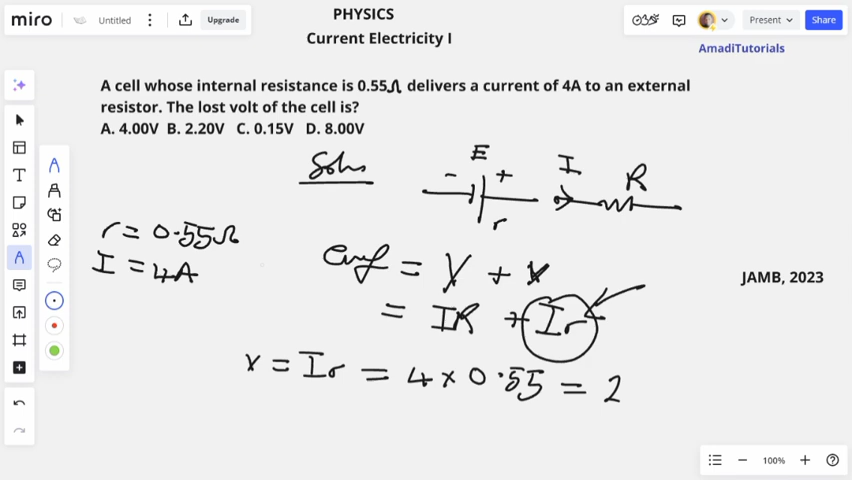 miro
Untitled
Upgrade
PHYSICS
Current Electricity I
Present
Share
AmadiTutorials
A cell whose internal resistance is 0.55Ω delivers a current of 4A to an external
resistor. The lost volt of the cell is?
A. 4.00V B. 2.20V C. 0.15V D. 8.00V
Soln
E
- +
I
R
r
r = 0.55Ω
I = 4A
emf = V + v
= IR + Ir
JAMB, 2023
v = Ir = 4 x 0.55 = 2
100%